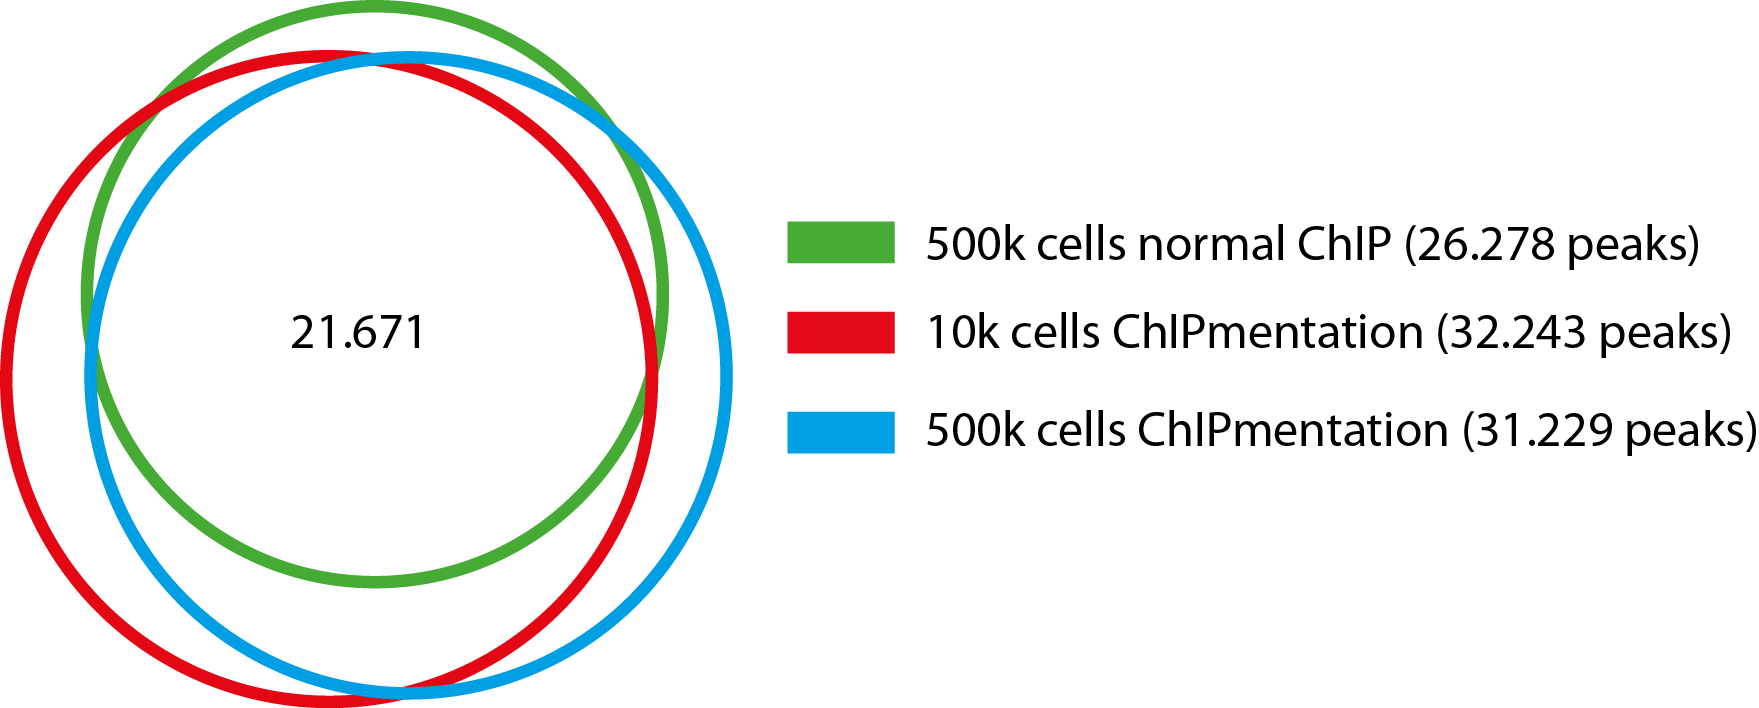 21.671
500k cells normal ChIP (26.278 peaks)
10k cells ChIPmentation (32.243 peaks)
500k cells ChIPmentation (31.229 peaks)